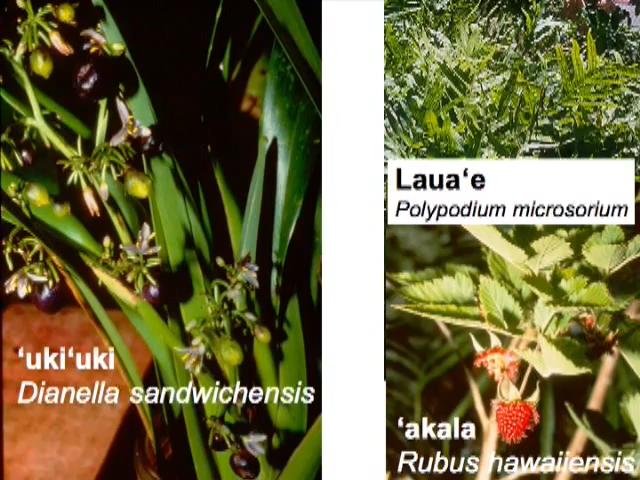 ‘uki‘uki
Dianella sandwichensis
Laua‘e
Polypodium microsorium
‘akala
Rubus hawaiiensis